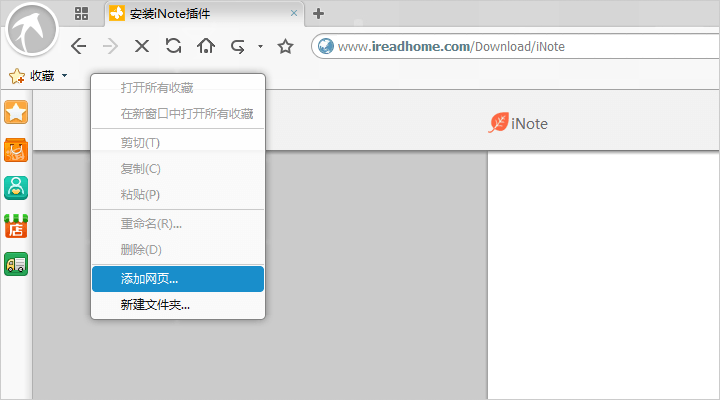 安装iNote插件
www.ireadhome.com/Download/iNote
收藏
打开所有收藏
在新窗口中打开所有收藏
剪切(T)
复制(C)
粘贴(P)
重命名(R)...
删除(D)
添加网页...
新建文件夹...
iNote
店